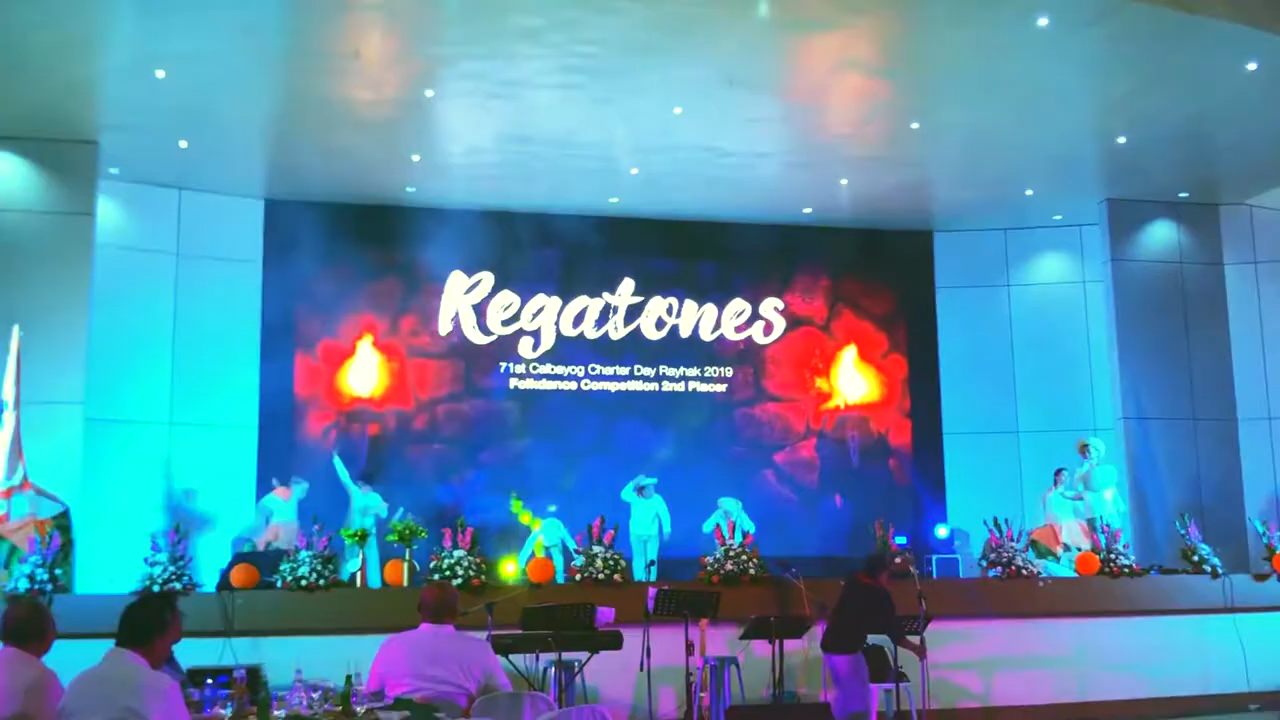 Regatones
71st Calbayog Charter Day Rayhak 2019
Folkdance Competition 2nd Placer